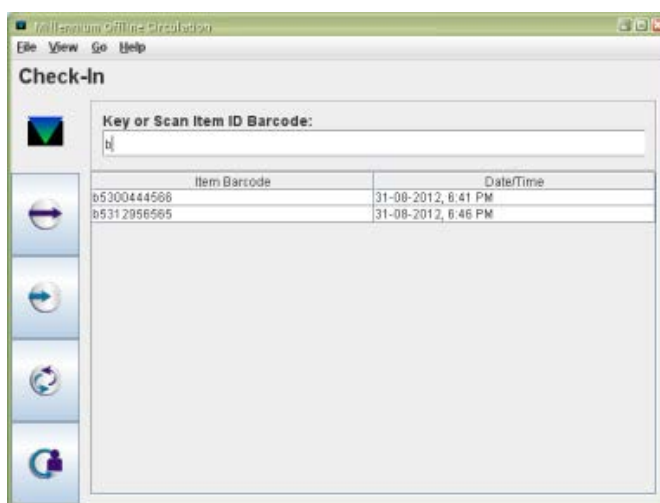 Millennium Offline Circulation
File View Go Help
Check-In
Key or Scan Item ID Barcode:
b
Item Barcode Date/Time
b5300444566 31-08-2012, 6:41 PM
b5312956565 31-08-2012, 6:46 PM